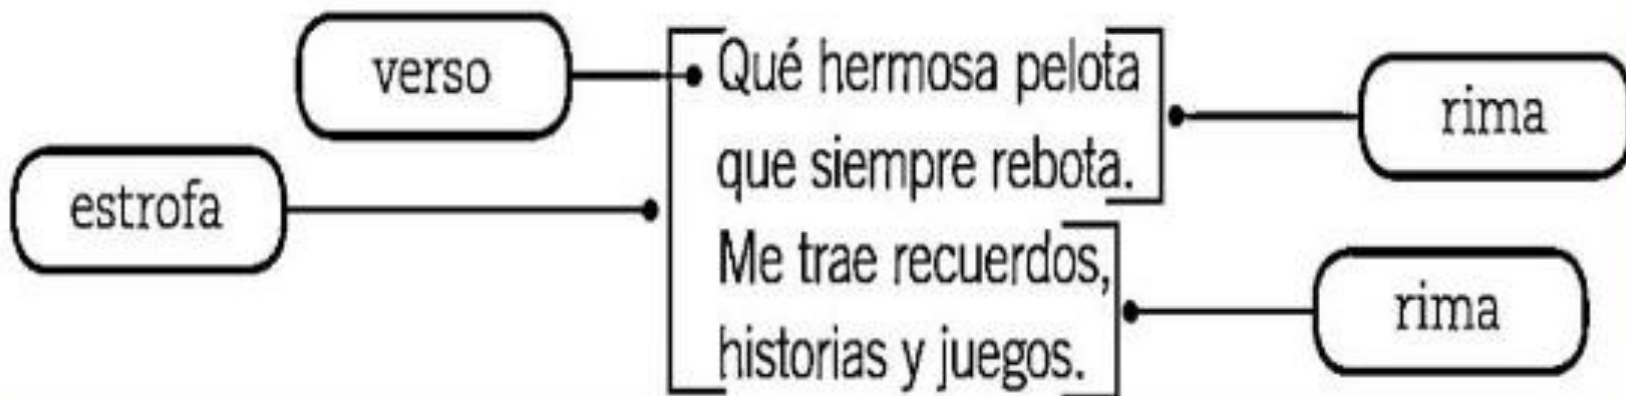 verso
estrofa
Qué hermosa pelota
que siempre rebota.
Me trae recuerdos,
historias y juegos.
rima
rima